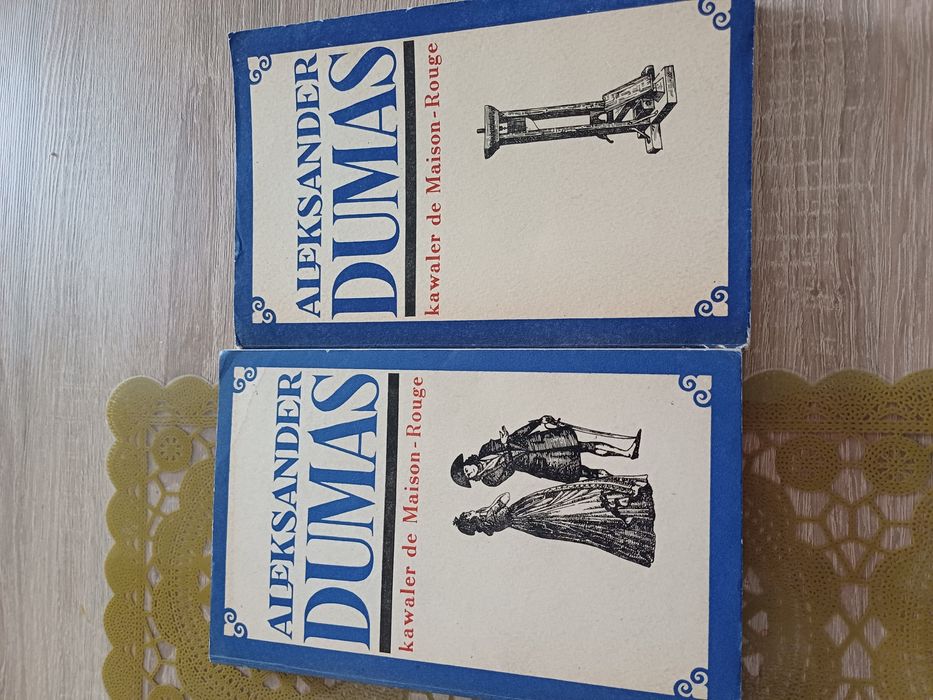 ALEKSANDER
DUMAS
kawaler de Maison-Rouge
ALEKSANDER
DUMAS
kawaler de Maison-Rouge